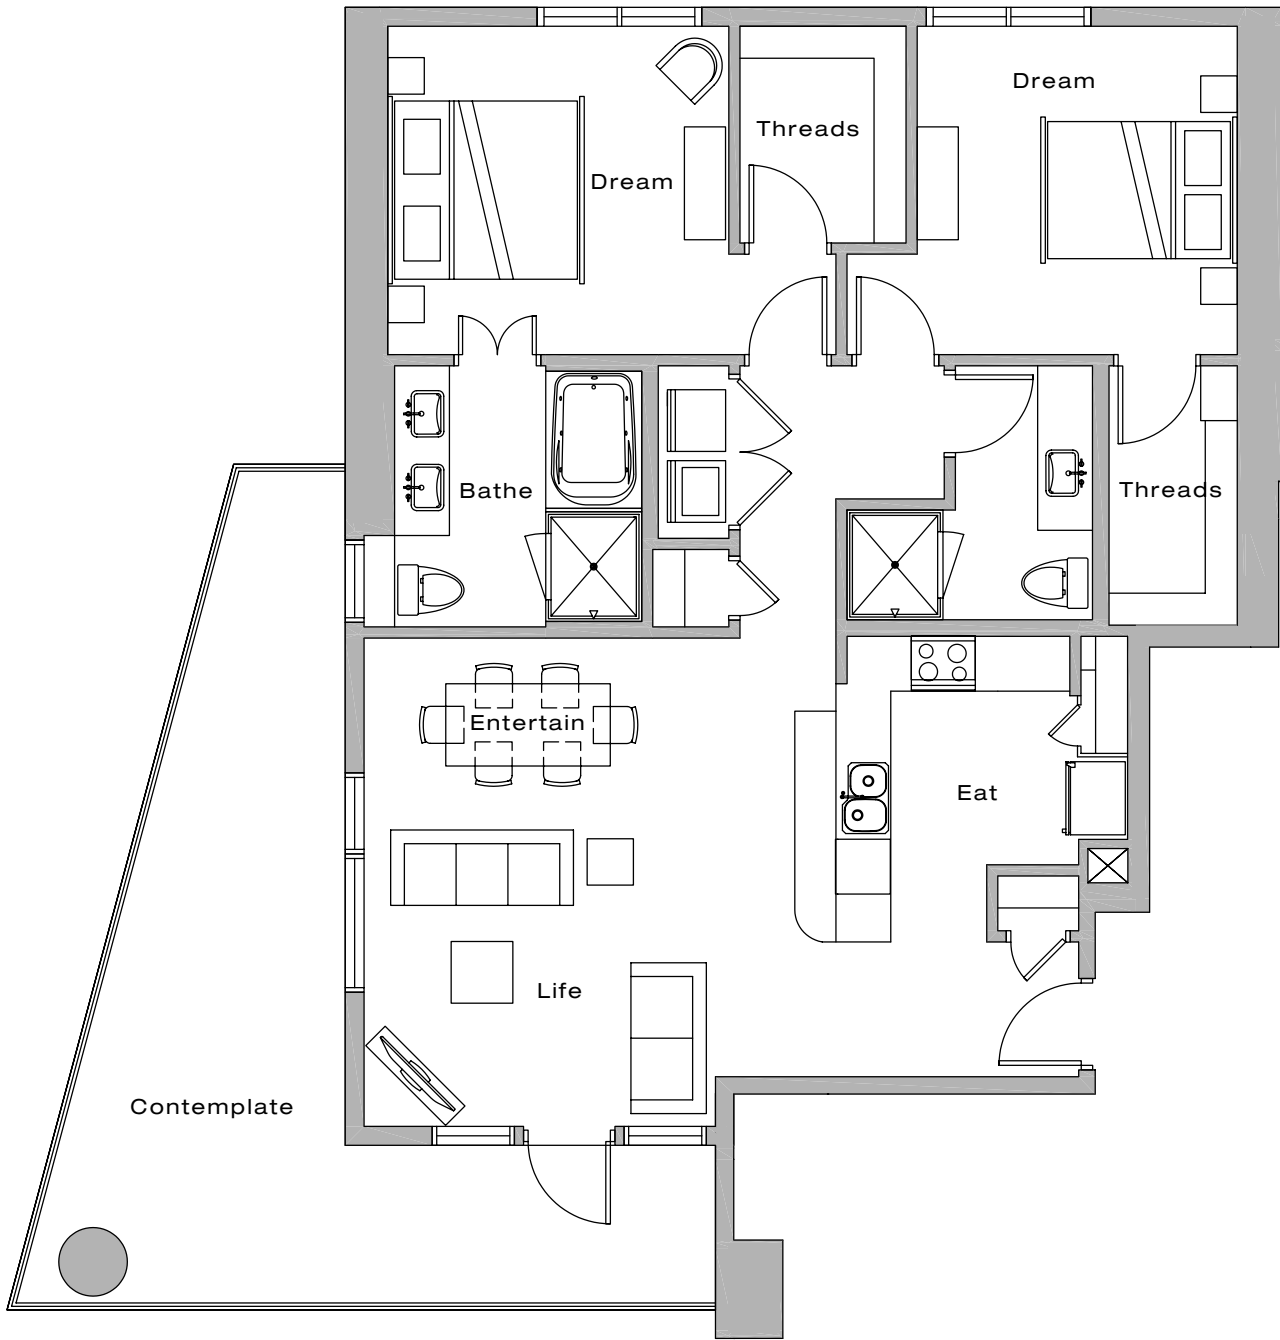 Dream
Threads
Dream
Bathe
Threads
Entertain
Eat
Life
Contemplate